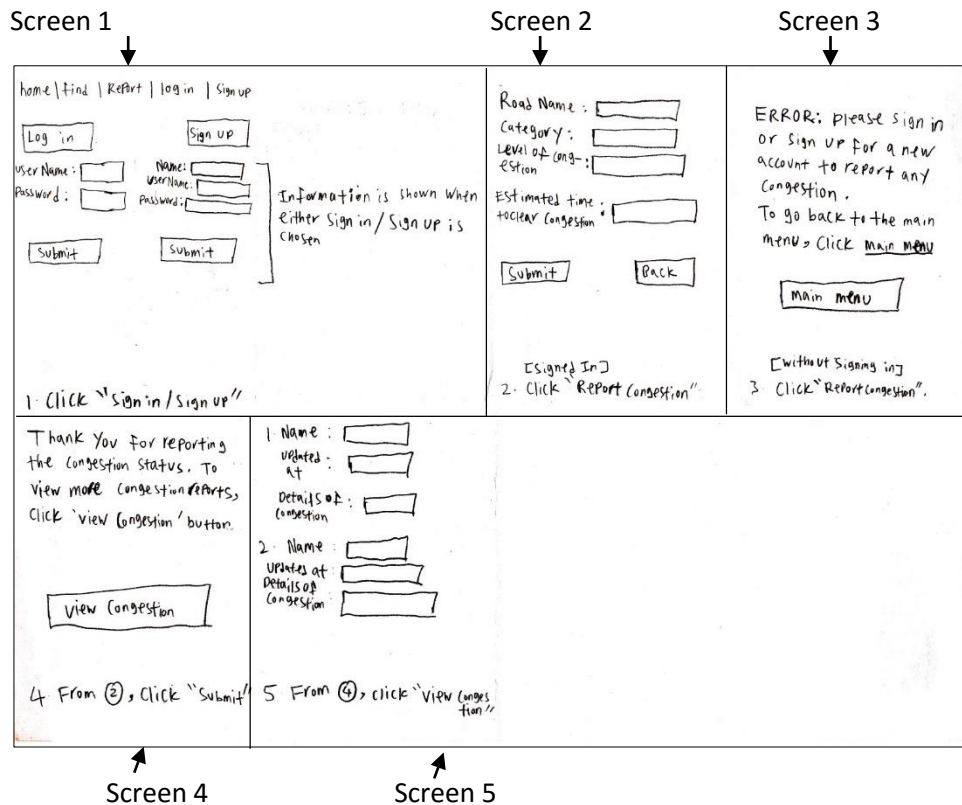 Screen 1
Screen 2
Screen 3
home | find | Report | log in | Sign up
Log in
Sign up
UserName:
Password:
Name:
UserName:
Password:
Submit
Submit
Information is shown when
either Sign in/Sign up is
chosen
1. Click "Sign in/Sign up"
Road Name:
Category:
Level of Cong-
estion:
Estimated time
to clear Congestion:
Submit
Back
[Signed In]
2. Click "Report Congestion".
ERROR: please sign in
or Sign up for a new
account to report any
Congestion.
To go back to the main
menu, Click main menu
Main menu
[Without Signing in]
3. Click "Report Congestion".
Thank You for reporting
the Congestion Status. To
view more Congestion reports,
Click 'view Congestion' button.
View Congestion
4. From ②, Click "Submit"
1. Name:
Updated
at:
Details of
Congestion:
2. Name:
Updates at:
Details of
Congestion:
5. From ④, click "View Conges
tion"
Screen 4
Screen 5